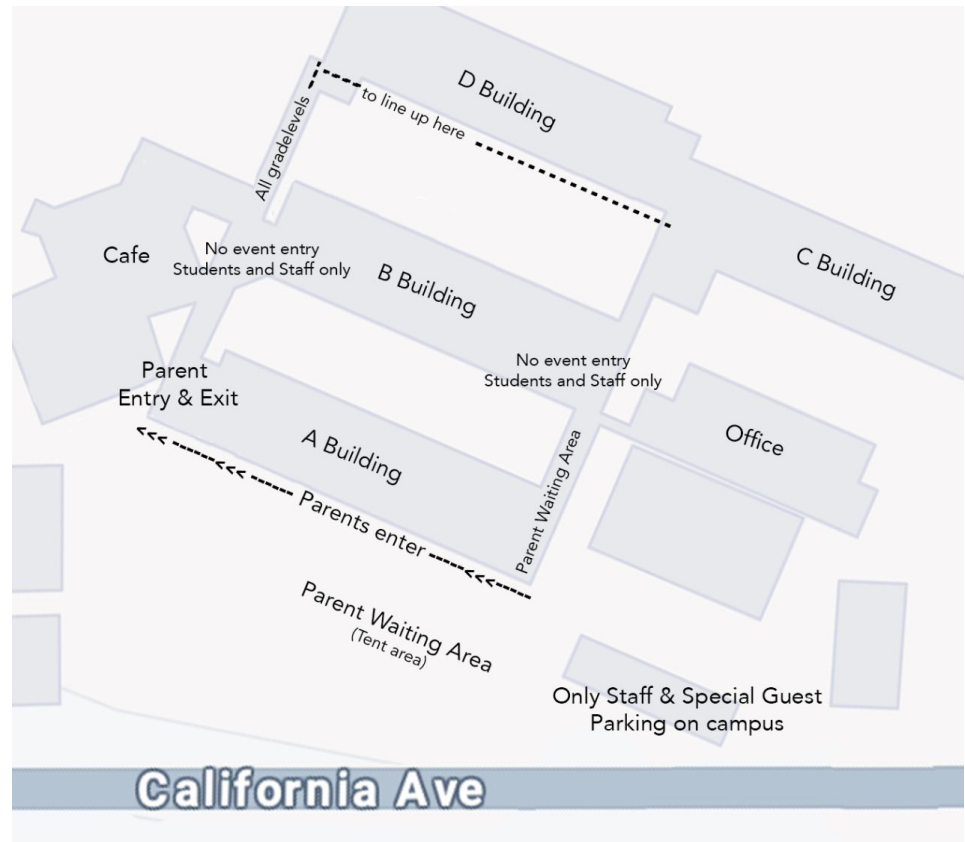 D Building
to line up here
All gradelevels
Cafe
No event entry
Students and Staff only
B Building
C Building
Parent
Entry & Exit
No event entry
Students and Staff only
A Building
Office
Parent Waiting Area
Parents enter
Parent Waiting Area
(Tent area)
Only Staff & Special Guest
Parking on campus
California Ave